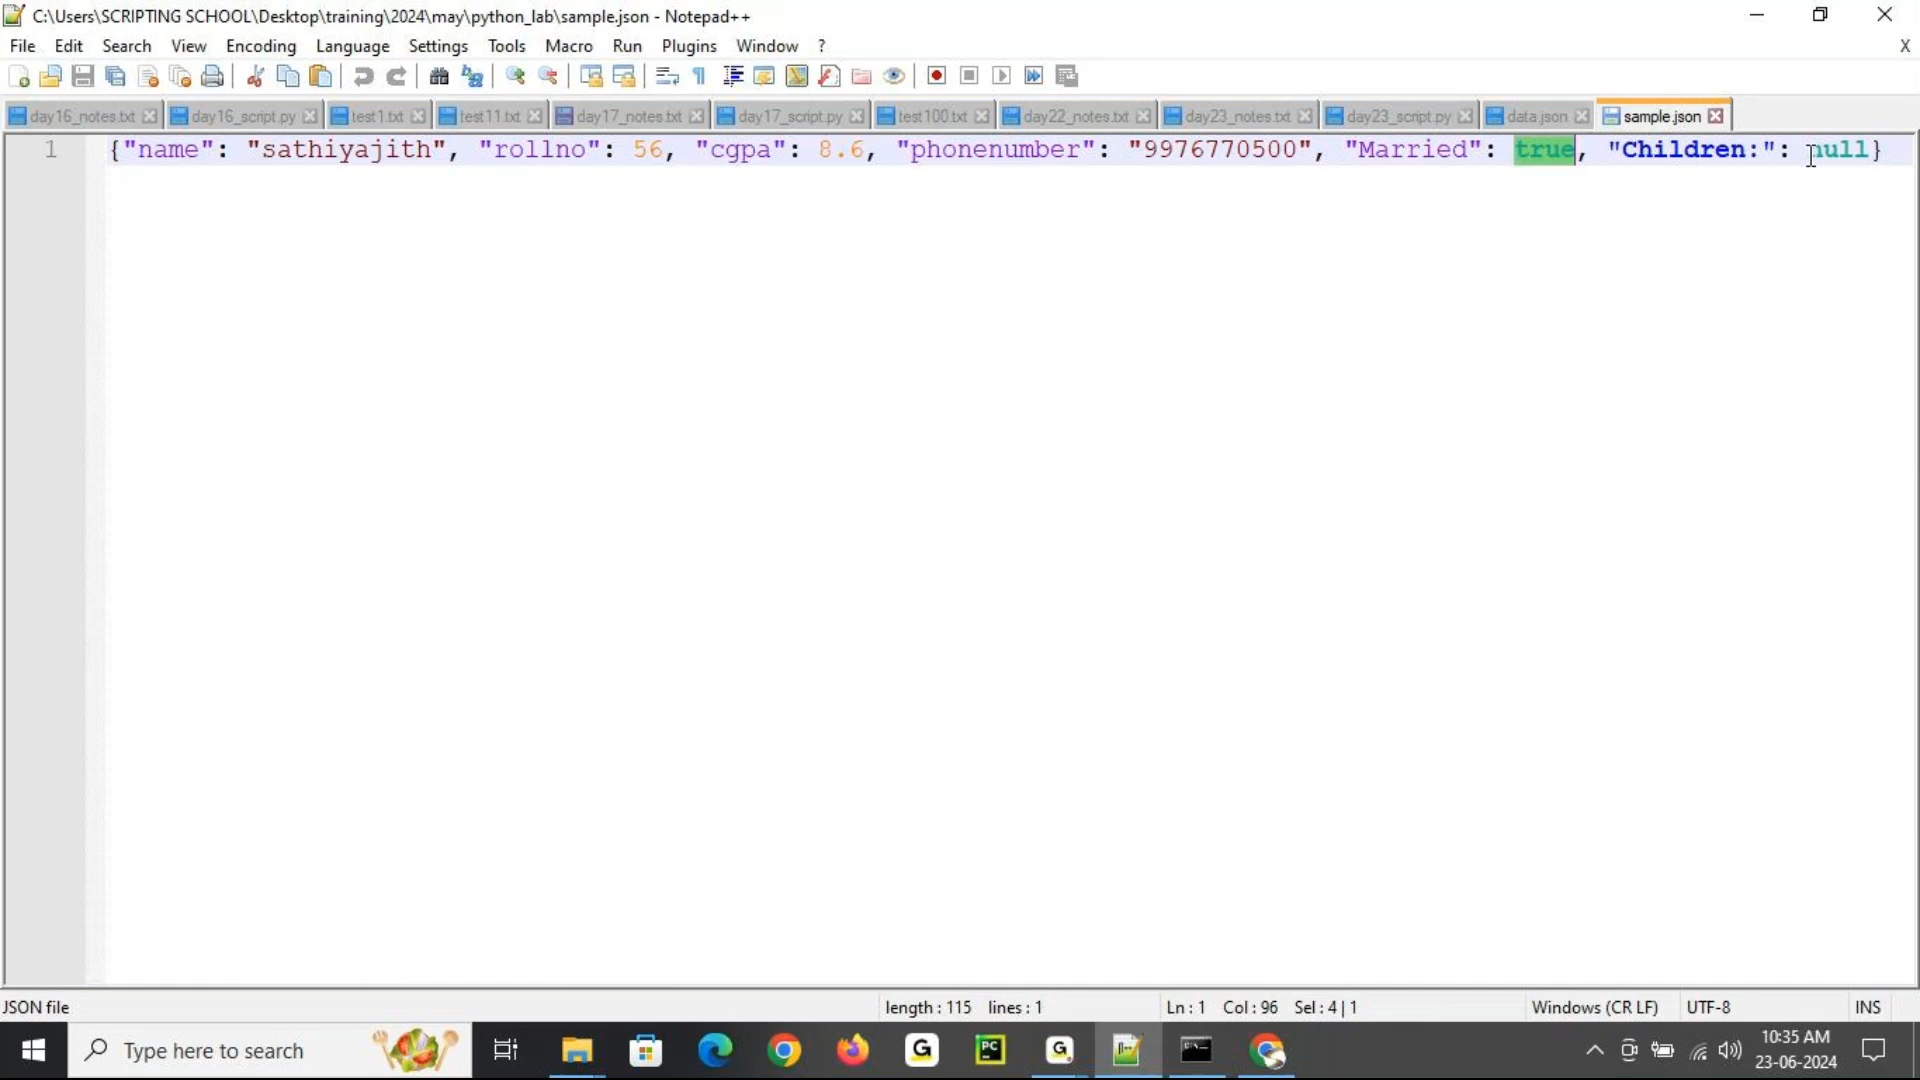 C:\Users\SCRIPTING SCHOOL\Desktop\training\2024\may\python_lab\sample.json - Notepad++
File Edit Search View Encoding Language Settings Tools Macro Run Plugins Window ? X
day16_notes.txt day16_script.py test1.txt test11.txt day17_notes.txt day17_script.py test100.txt day22_notes.txt day23_notes.txt day23_script.py data.json sample.json
1 {"name": "sathiyajith", "rollno": 56, "cgpa": 8.6, "phonenumber": "9976770500", "Married": true, "Children:": null}
JSON file length : 115 lines : 1 Ln : 1 Col : 96 Sel : 4 | 1 Windows (CR LF) UTF-8 INS
Type here to search
10:35 AM
23-06-2024